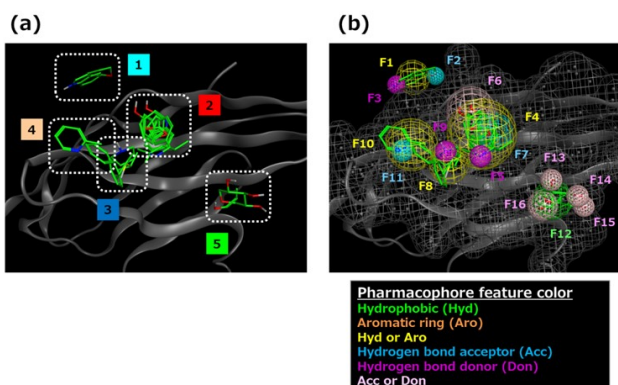 (a)
(b)
1
2
4
3
5
F1
F2
F3
F6
F4
F9
F10
F7
F11
F5
F8
F13
F14
F16
F15
F12
Pharmacophore feature color
Hydrophobic (Hyd)
Aromatic ring (Aro)
Hyd or Aro
Hydrogen bond acceptor (Acc)
Hydrogen bond donor (Don)
Acc or Don